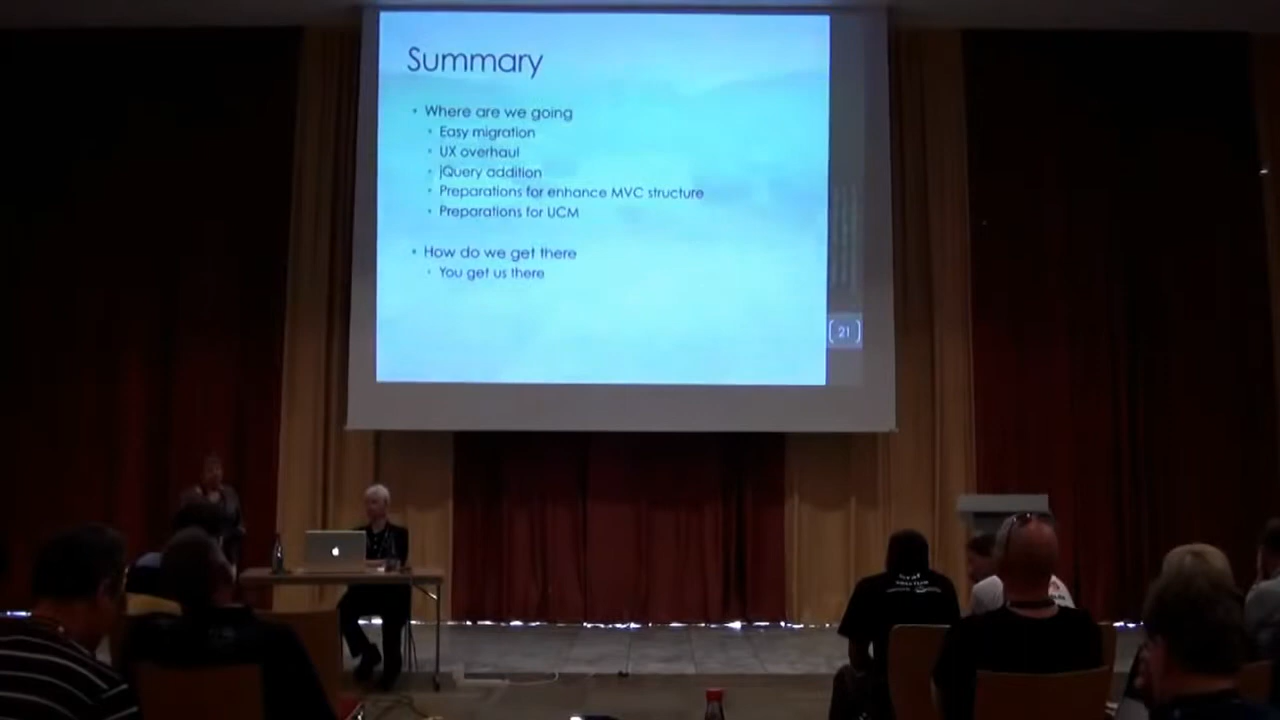 Summary
• Where are we going
• Easy migration
• UX overhaul
• jQuery addition
• Preparations for enhance MVC structure
• Preparations for UCM
• How do we get there
• You get us there
[ 21 ]